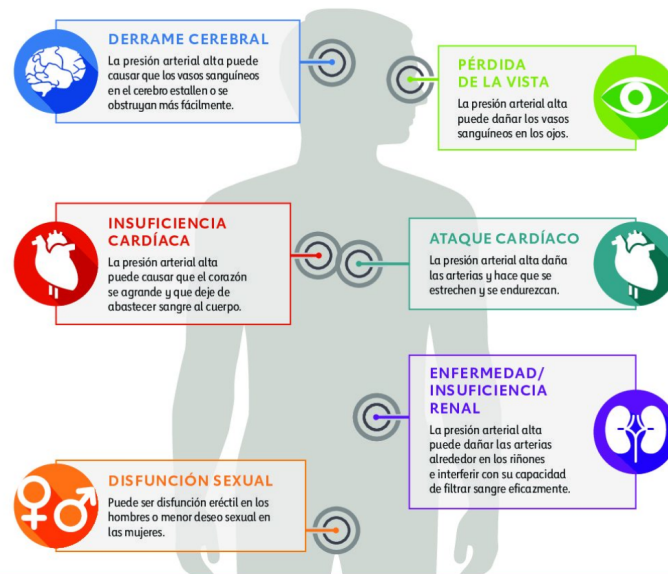 DERRAME CEREBRAL
La presión arterial alta puede
causar que los vasos sanguíneos
en el cerebro estallen o se
obstruyan más fácilmente.
PÉRDIDA
DE LA VISTA
La presión arterial alta
puede dañar los vasos
sanguíneos en los ojos.
INSUFICIENCIA
CARDÍACA
La presión arterial alta
puede causar que el corazón
se agrande y que deje de
abastecer sangre al cuerpo.
ATAQUE CARDÍACO
La presión arterial alta daña
las arterias y hace que se
estrechen y se endurezcan.
ENFERMEDAD/
INSUFICIENCIA
RENAL
La presión arterial alta
puede dañar las arterias
alrededor en los riñones
e interferir con su capacidad
de filtrar sangre eficazmente.
DISFUNCIÓN SEXUAL
Puede ser disfunción eréctil en los
hombres o menor deseo sexual en
las mujeres.